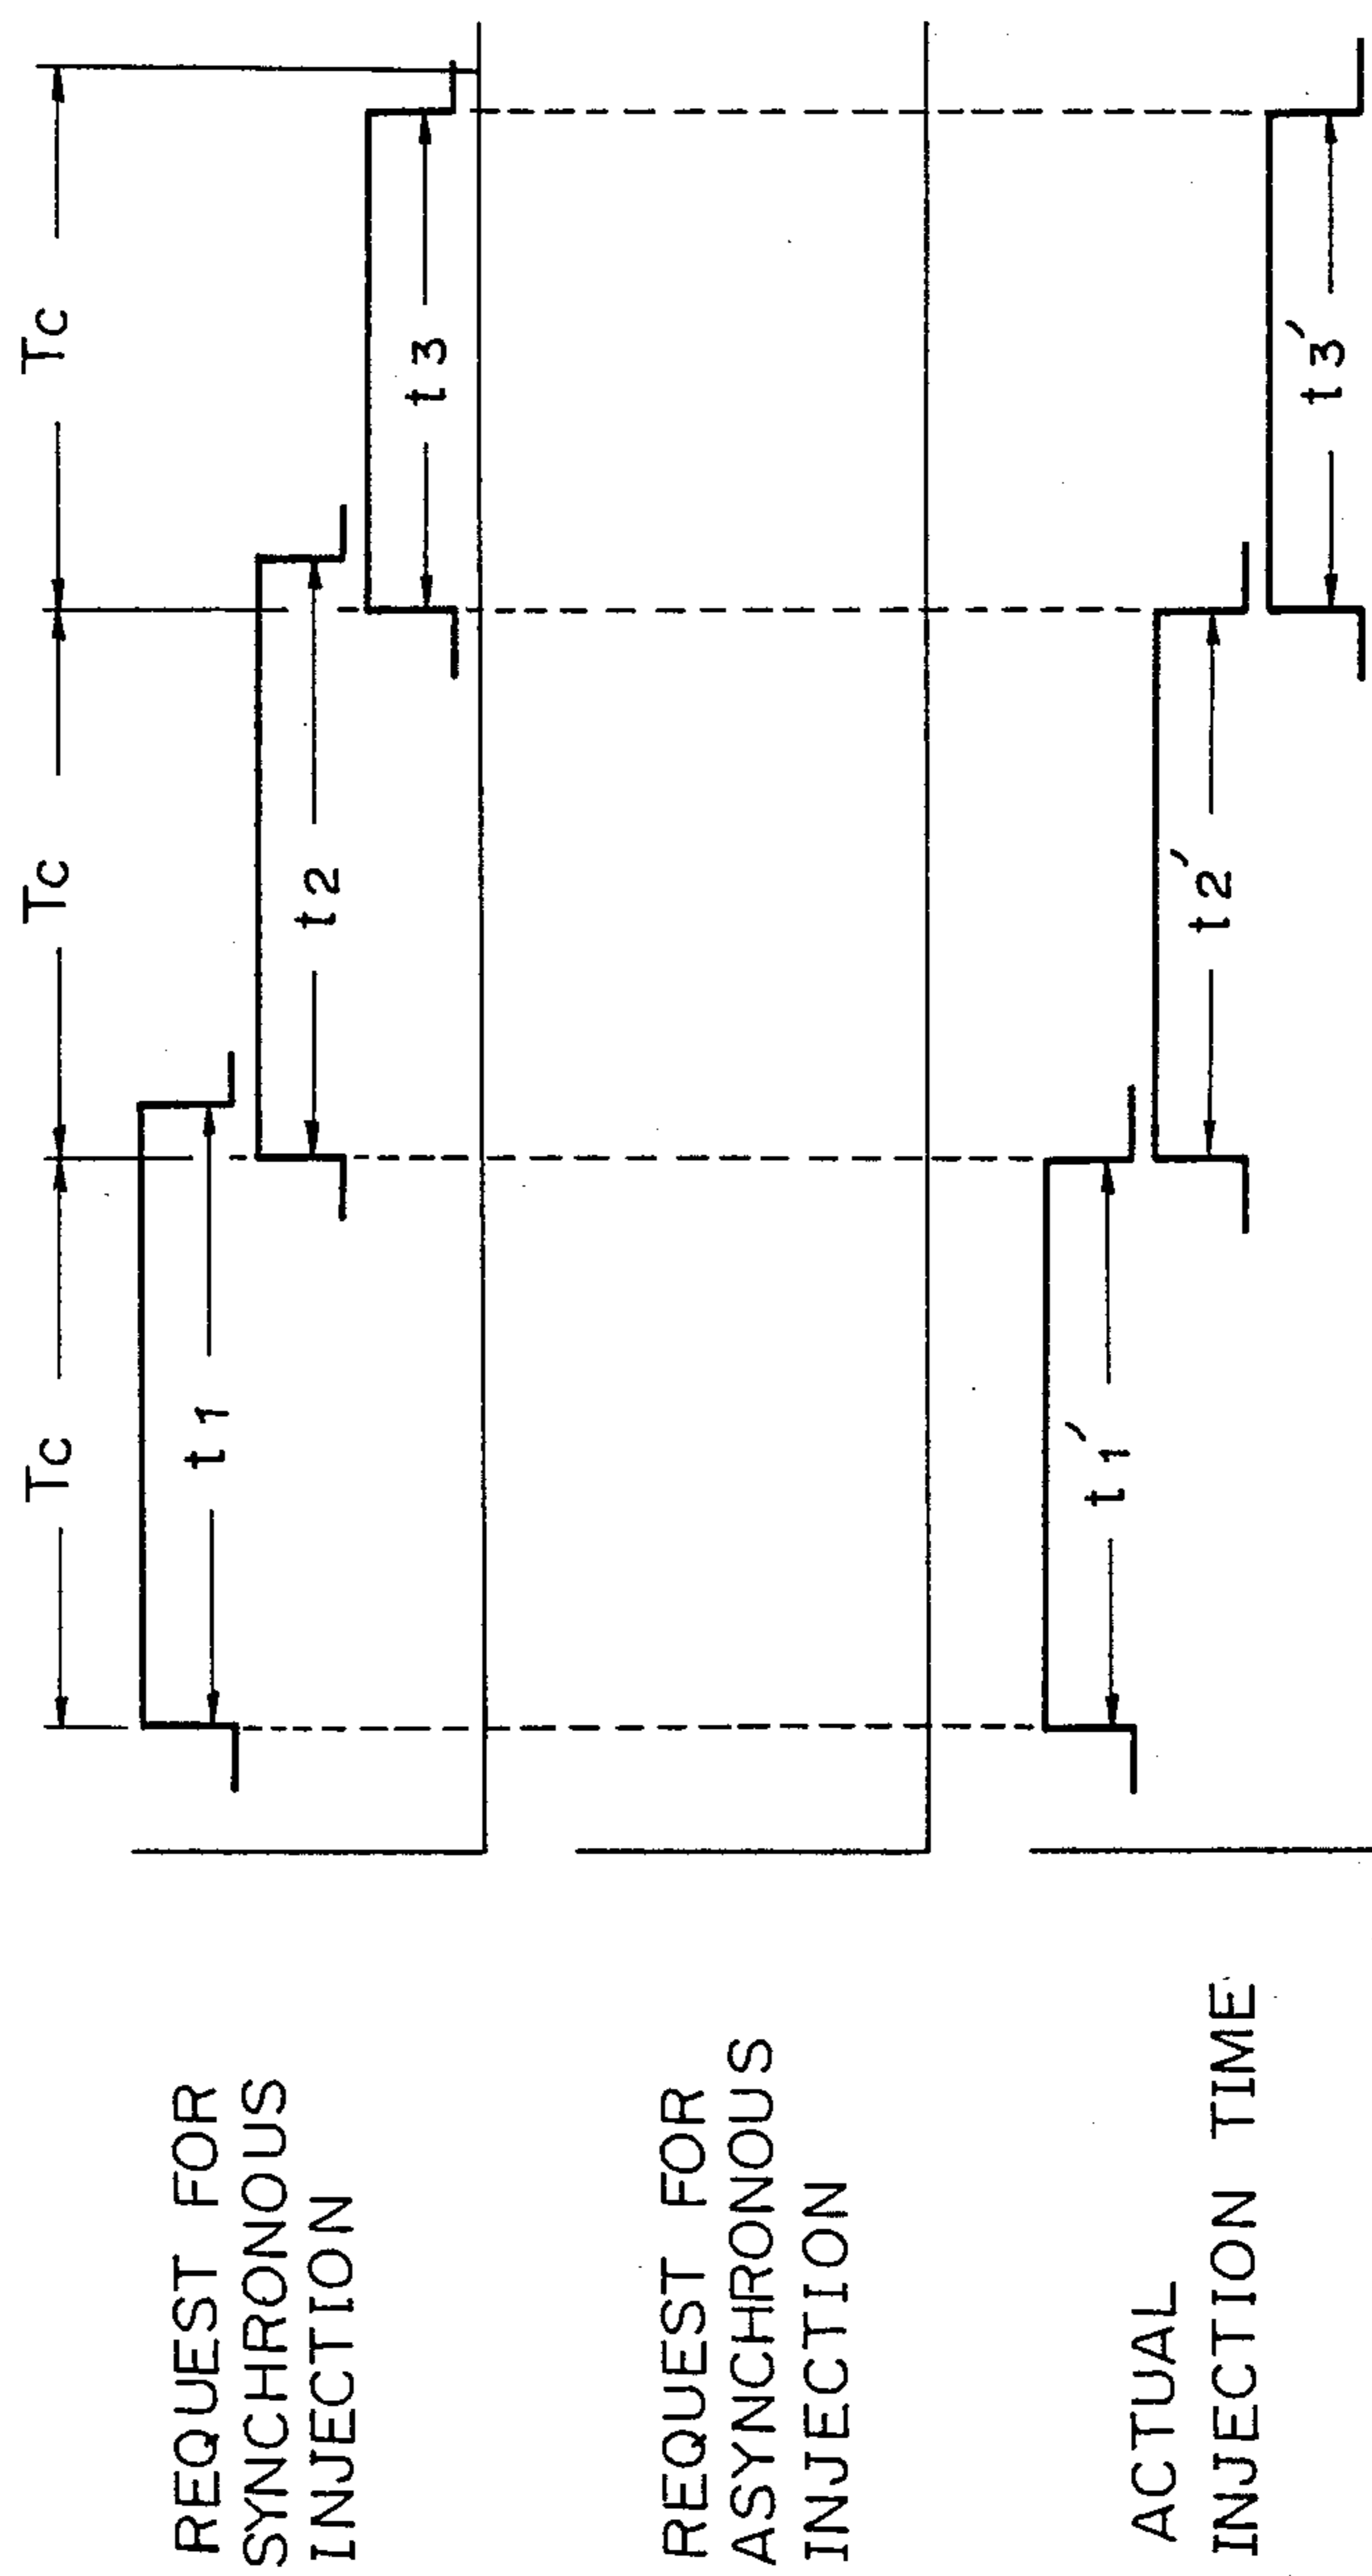 Tc Tc Tc
REQUEST FOR
SYNCHRONOUS
INJECTION
t1
t2
t3
REQUEST FOR
ASYNCHRONOUS
INJECTION
ACTUAL
INJECTION TIME
t1′
t2′
t3′